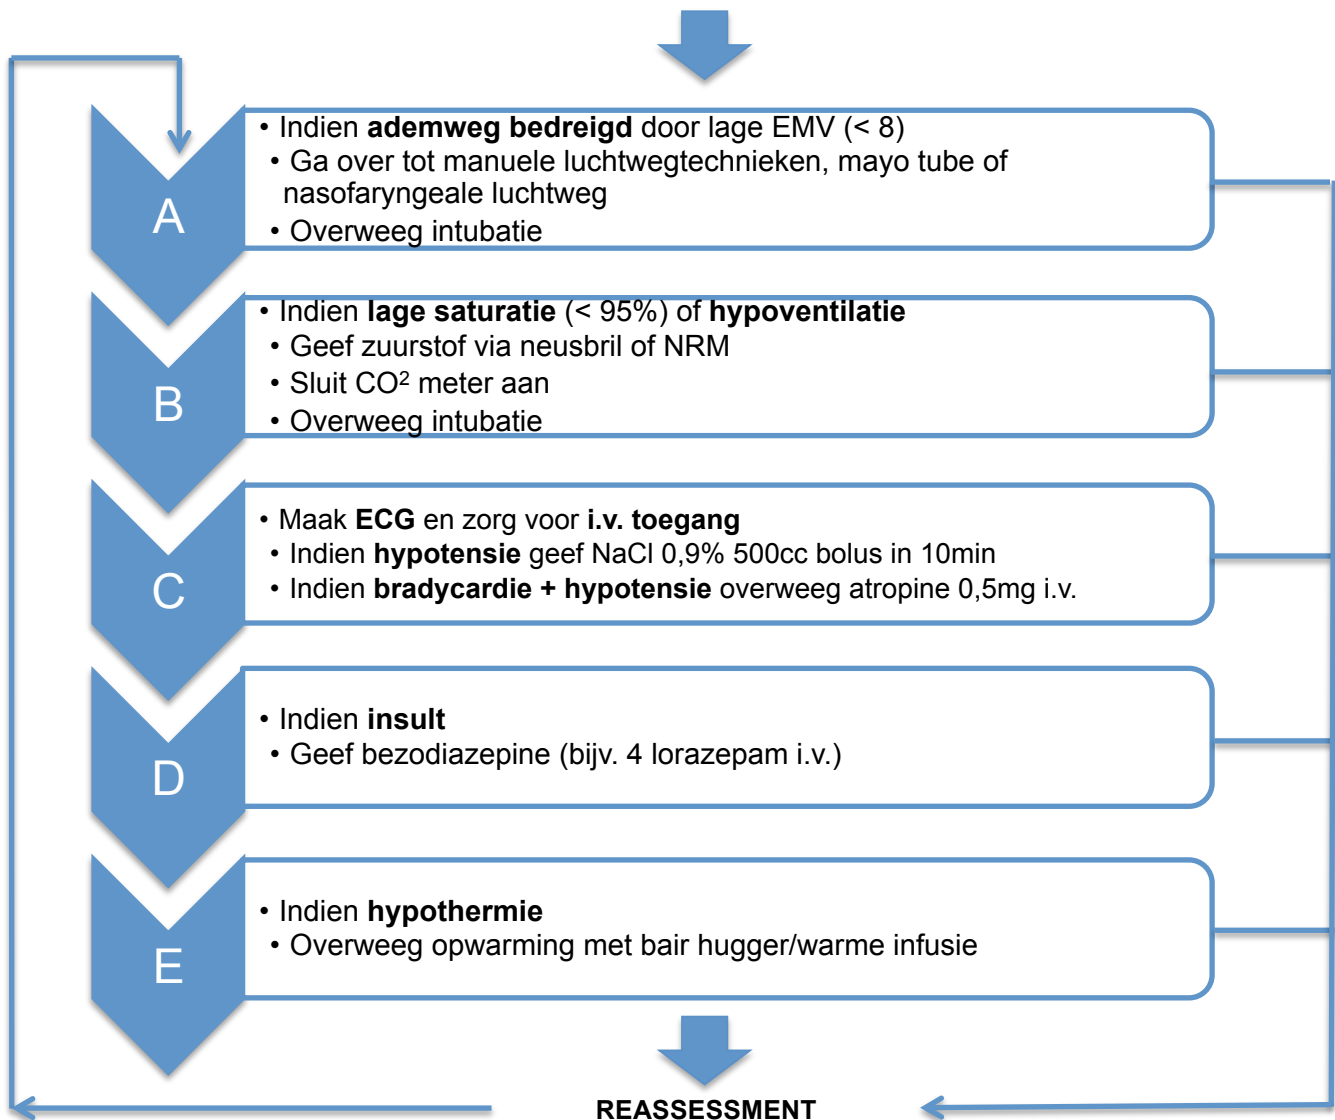 A
• Indien ademweg bedreigd door lage EMV (< 8)
• Ga over tot manuele luchtwegtechnieken, mayo tube of
nasofaryngeale luchtweg
• Overweeg intubatie
B
• Indien lage saturatie (< 95%) of hypoventilatie
• Geef zuurstof via neusbril of NRM
• Sluit CO² meter aan
• Overweeg intubatie
C
• Maak ECG en zorg voor i.v. toegang
• Indien hypotensie geef NaCl 0,9% 500cc bolus in 10min
• Indien bradycardie + hypotensie overweeg atropine 0,5mg i.v.
D
• Indien insult
• Geef bezodiazepine (bijv. 4 lorazepam i.v.)
E
• Indien hypothermie
• Overweeg opwarming met bair hugger/warme infusie
REASSESSMENT